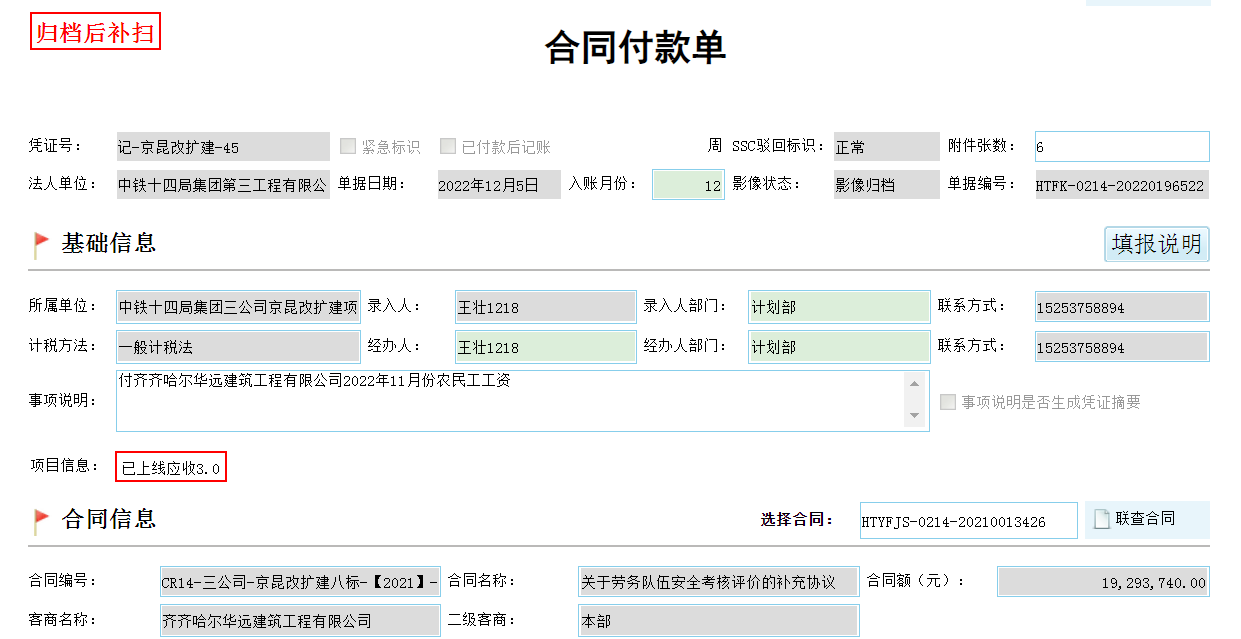 归档后补扫
合同付款单
凭证号： 记-京昆改扩建-45 紧急标识 已付款后记账 周 SSC驳回标识： 正常 附件张数： 6
法人单位： 中铁十四局集团第三工程有限公 单据日期： 2022年12月5日 入账月份： 12 影像状态： 影像归档 单据编号： HTFK-0214-20220196522
基础信息 填报说明
所属单位： 中铁十四局集团三公司京昆改扩建项 录入人： 王壮1218 录入人部门： 计划部 联系方式： 15253758894
计税方法： 一般计税法 经办人： 王壮1218 经办人部门： 计划部 联系方式： 15253758894
事项说明： 付齐齐哈尔华远建筑工程有限公司2022年11月份农民工工资 事项说明是否生成凭证摘要
项目信息： 已上线应收3.0
合同信息 选择合同： HTYFJS-0214-20210013426 联查合同
合同编号： CR14-三公司-京昆改扩建八标-【2021】- 合同名称： 关于劳务队伍安全考核评价的补充协议 合同额（元）： 19,293,740.00
客商名称： 齐齐哈尔华远建筑工程有限公司 二级客商： 本部